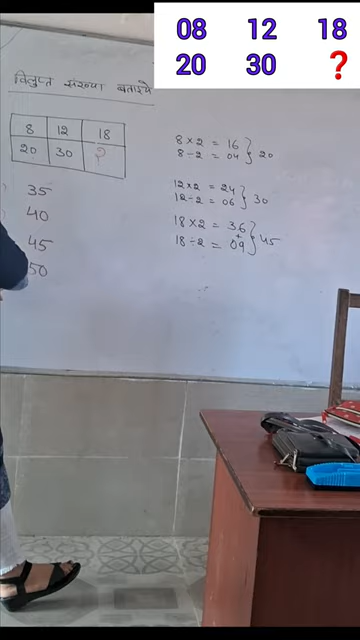 08 12 18
20 30 ?
विलुप्त संख्या बताइये
8 12 18
20 30 ?
35
40
45
50
8 × 2 = 16
8 ÷ 2 = 04 } 20
12 × 2 = 24
12 ÷ 2 = 06 } 30
18 × 2 = 36
+
18 ÷ 2 = 09 } 45